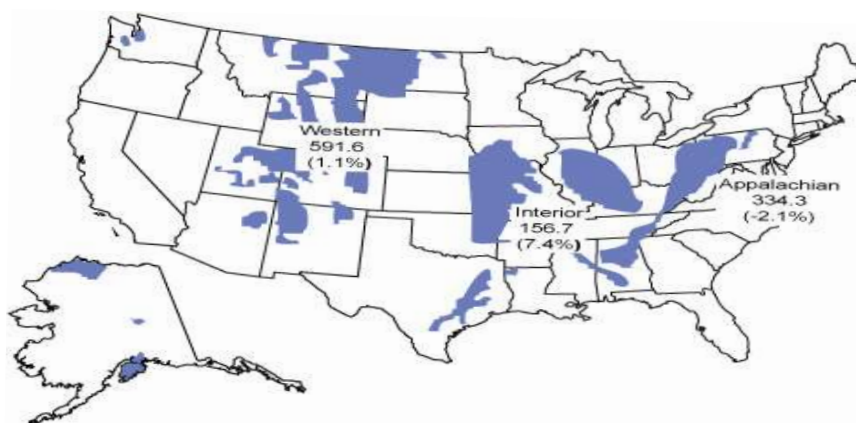 Western
591.6
(1.1%)
Interior
156.7
(7.4%)
Appalachian
334.3
(-2.1%)